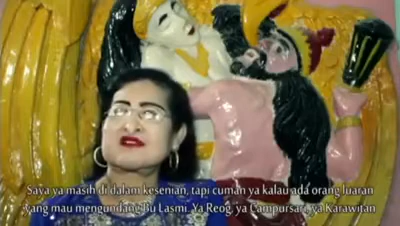 Saya ya masih di dalam kesenian, tapi cuman ya kalau ada orang luaran
yang mau mengundang Bu Lasmi. Ya Reog, ya Campursari, ya Karawitan